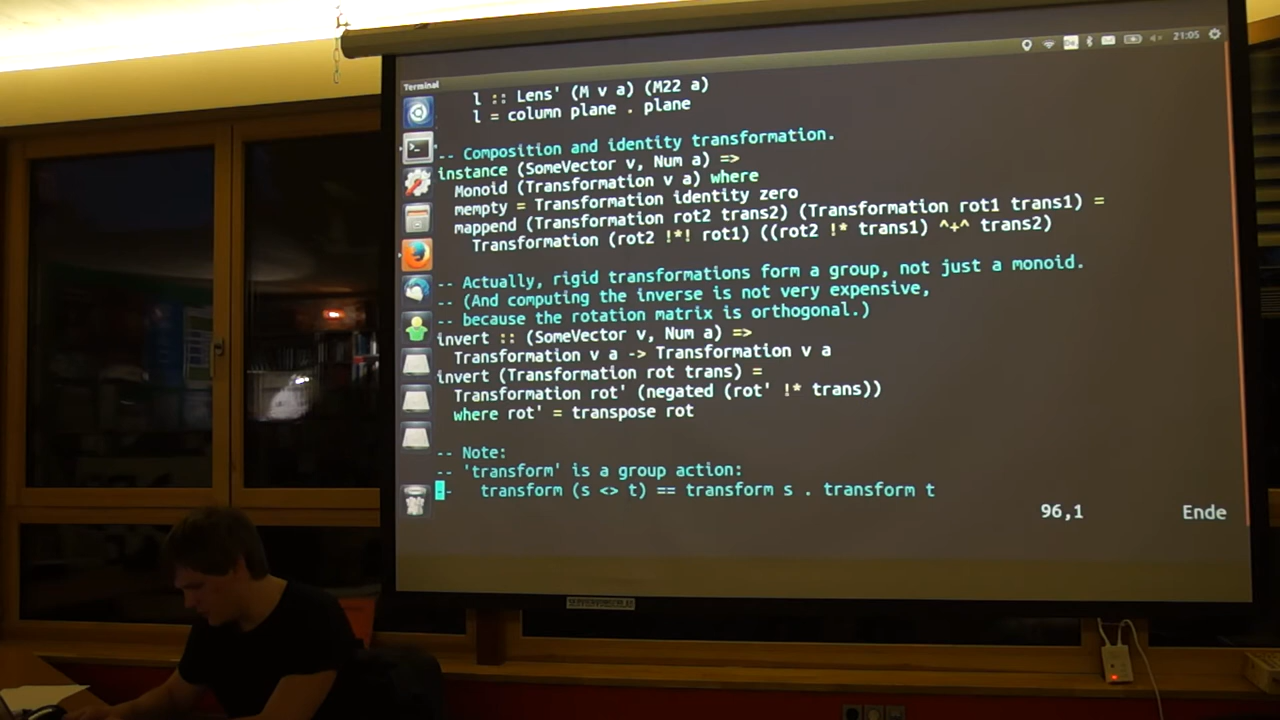 De
21:05
Terminal
l :: Lens' (M v a) (M22 a)
l = column plane . plane
-- Composition and identity transformation.
instance (SomeVector v, Num a) =>
Monoid (Transformation v a) where
mempty = Transformation identity zero
mappend (Transformation rot2 trans2) (Transformation rot1 trans1) =
Transformation (rot2 !*! rot1) ((rot2 !* trans1) ^+^ trans2)
-- Actually, rigid transformations form a group, not just a monoid.
-- (And computing the inverse is not very expensive,
-- because the rotation matrix is orthogonal.)
invert :: (SomeVector v, Num a) =>
Transformation v a -> Transformation v a
invert (Transformation rot trans) =
Transformation rot' (negated (rot' !* trans))
where rot' = transpose rot
-- Note:
-- 'transform' is a group action:
-- transform (s <> t) == transform s . transform t
96,1 Ende